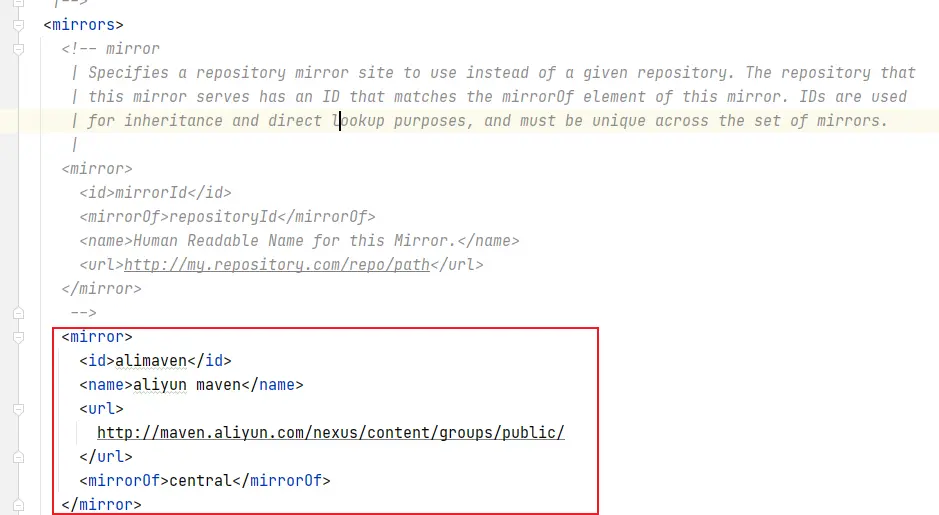 |-->
<mirrors>
<!-- mirror
| Specifies a repository mirror site to use instead of a given repository. The repository that
| this mirror serves has an ID that matches the mirrorOf element of this mirror. IDs are used
| for inheritance and direct lookup purposes, and must be unique across the set of mirrors.
|
<mirror>
<id>mirrorId</id>
<mirrorOf>repositoryId</mirrorOf>
<name>Human Readable Name for this Mirror.</name>
<url>http://my.repository.com/repo/path</url>
</mirror>
-->
<mirror>
<id>alimaven</id>
<name>aliyun maven</name>
<url>
http://maven.aliyun.com/nexus/content/groups/public/
</url>
<mirrorOf>central</mirrorOf>
</mirror>